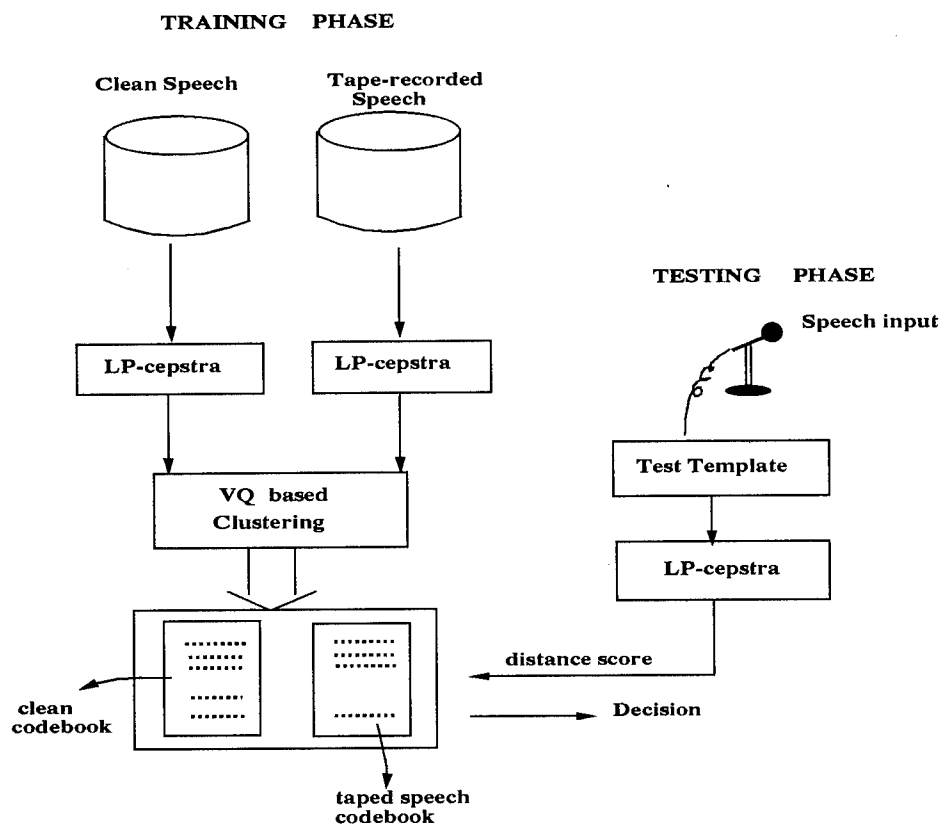 TRAINING PHASE
Clean Speech
Tape-recorded
Speech
LP-cepstra
LP-cepstra
VQ based
Clustering
clean
codebook
taped speech
codebook
TESTING PHASE
Speech input
Test Template
LP-cepstra
distance score
Decision